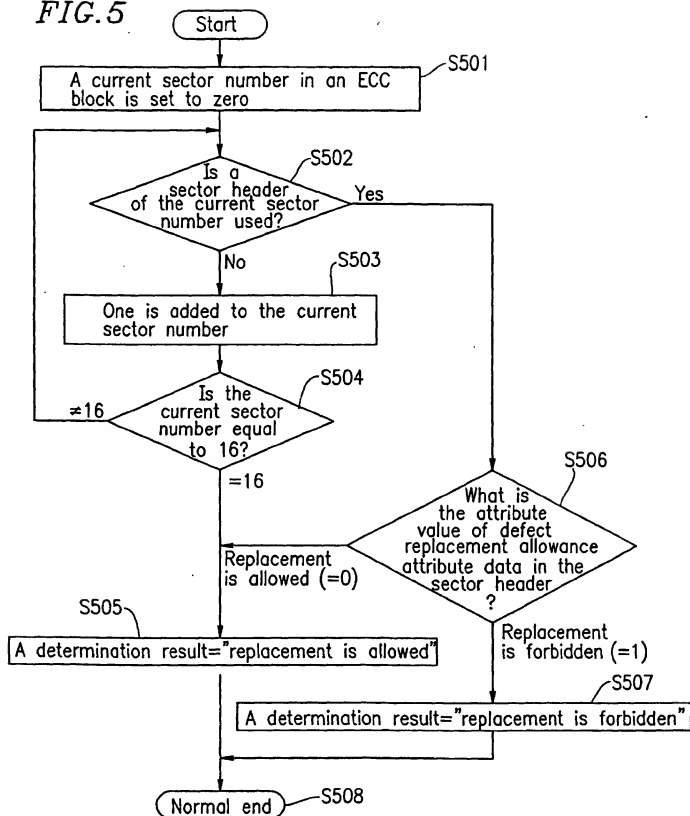 FIG.5
Start
S501
A current sector number in an ECC
block is set to zero
S502
Is a
sector header
of the current sector
number used?
Yes
No
S503
One is added to the current
sector number
S504
Is the
current sector
number equal
to 16?
≠16
=16
S506
What is
the attribute
value of defect
replacement allowance
attribute data in the
sector header
?
Replacement
is allowed (=0)
Replacement
is forbidden (=1)
S505
A determination result="replacement is allowed"
S507
A determination result="replacement is forbidden"
Normal end
S508